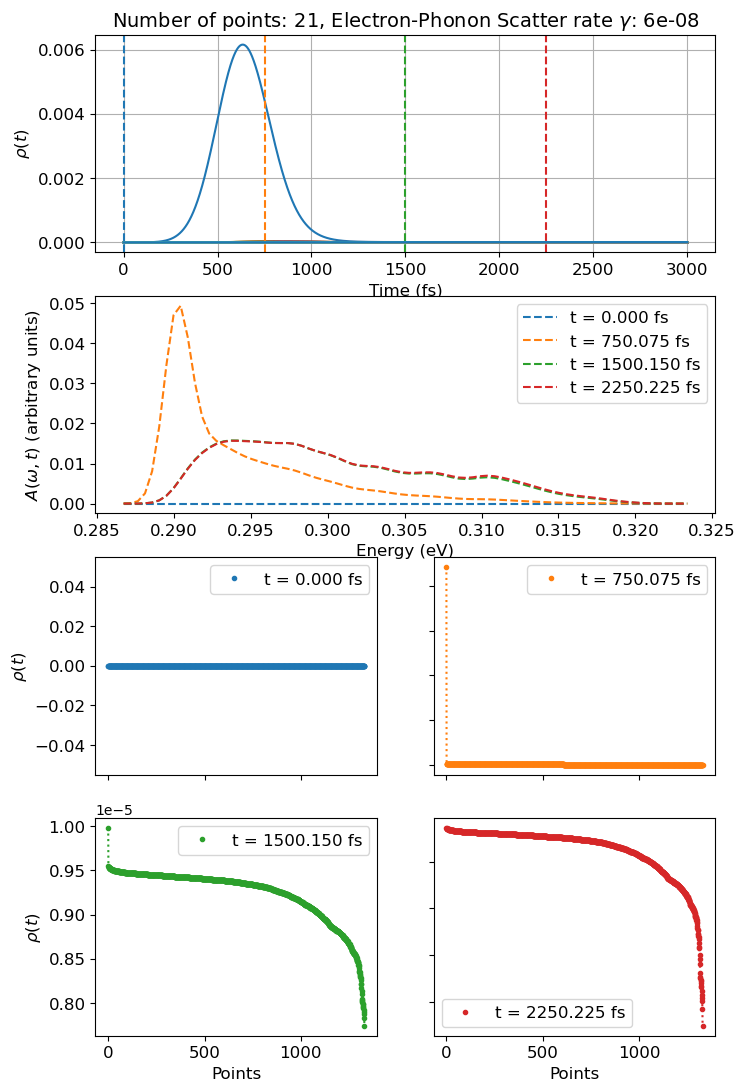 Number of points: 21, Electron-Phonon Scatter rate γ: 6e-08
0.006
0.004
0.002
0.000
ρ(t)
0 500 1000 1500 2000 2500 3000
Time (fs)
0.05
0.04
0.03
0.02
0.01
0.00
A(ω, t) (arbitrary units)
t = 0.000 fs
t = 750.075 fs
t = 1500.150 fs
t = 2250.225 fs
0.285 0.290 0.295 0.300 0.305 0.310 0.315 0.320 0.325
Energy (eV)
0.04
0.02
0.00
−0.02
−0.04
ρ(t)
t = 0.000 fs
t = 750.075 fs
1e−5
1.00
0.95
0.90
0.85
0.80
ρ(t)
t = 1500.150 fs
t = 2250.225 fs
0 500 1000
0 500 1000
Points
Points